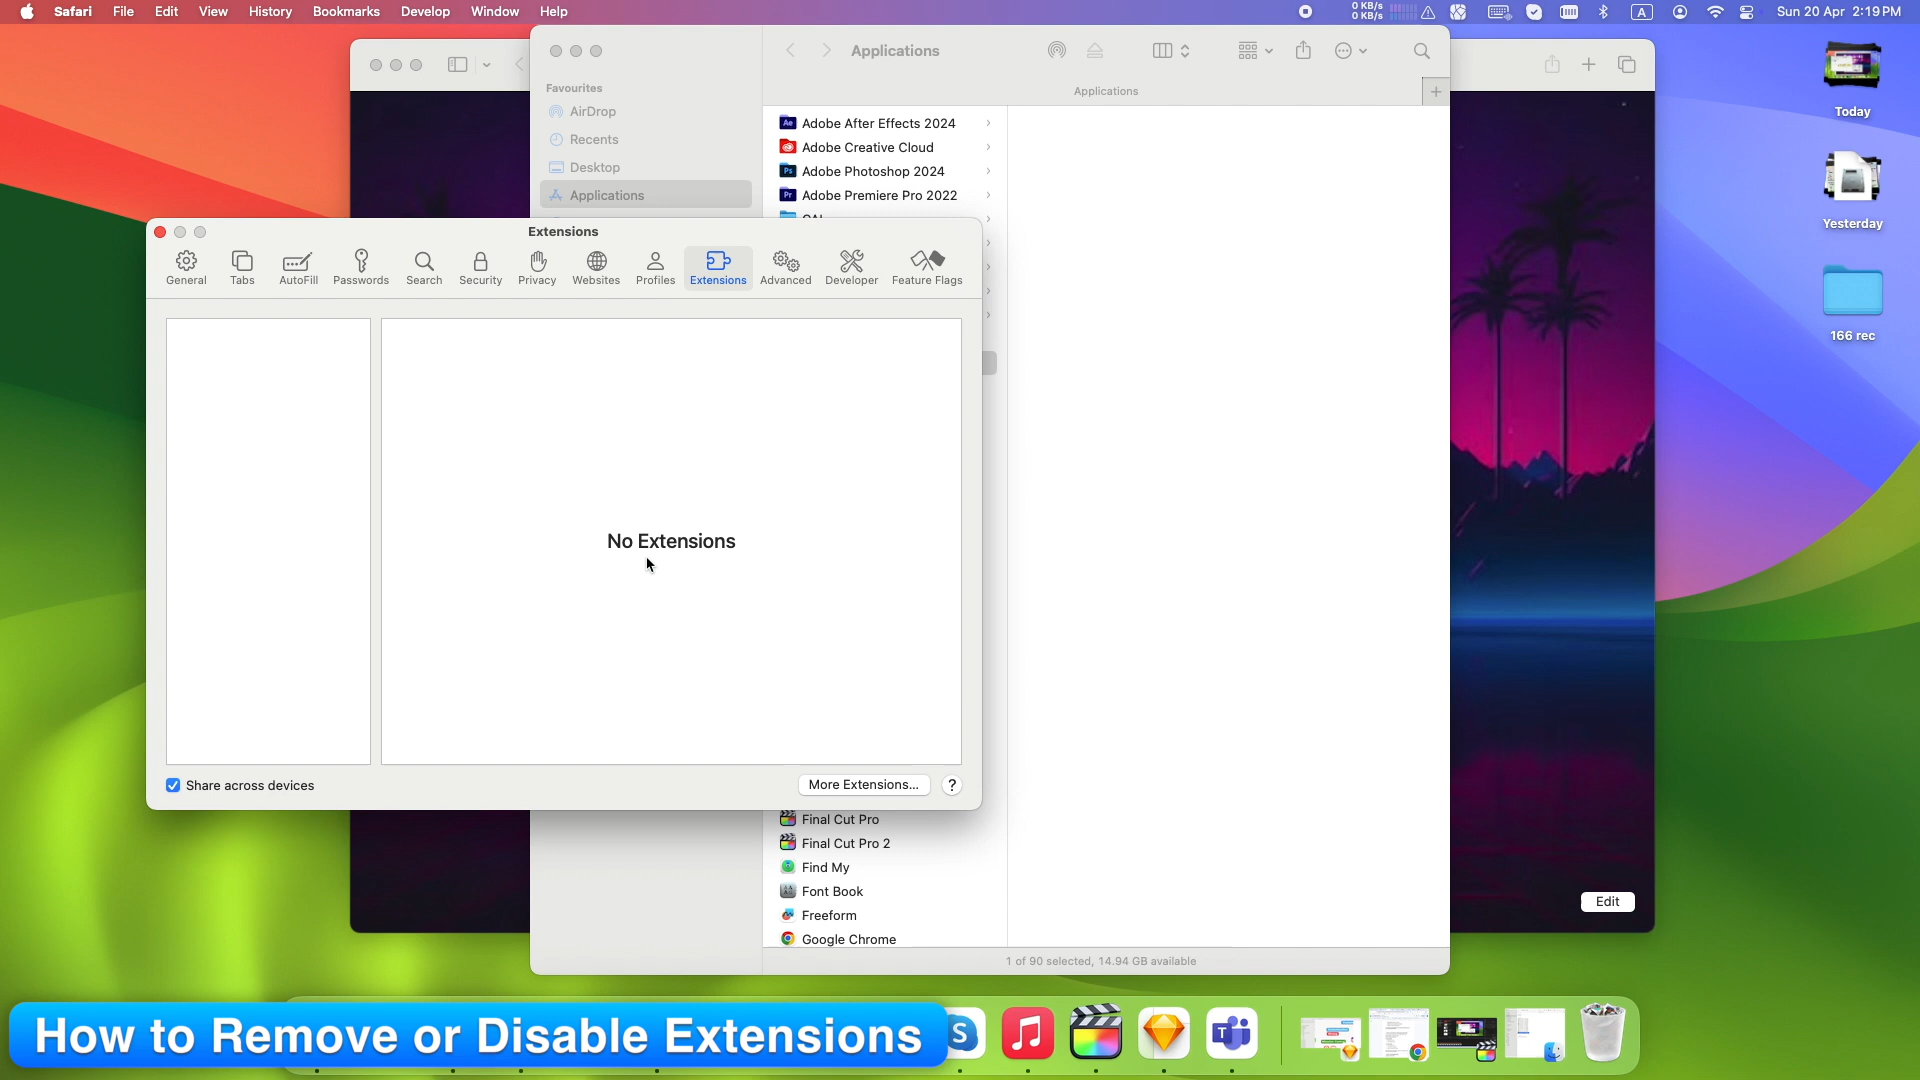 Safari File Edit View History Bookmarks Develop Window Help
0 KB/s
0 KB/s
A
Sun 20 Apr 2:19 PM
Applications
Applications
Favourites
AirDrop
Recents
Desktop
Applications
Adobe After Effects 2024
Adobe Creative Cloud
Adobe Photoshop 2024
Adobe Premiere Pro 2022
Today
Yesterday
166 rec
Extensions
General Tabs AutoFill Passwords Search Security Privacy Websites Profiles Extensions Advanced Developer Feature Flags
No Extensions
Share across devices
More Extensions...
?
Final Cut Pro
Final Cut Pro 2
Find My
Font Book
Freeform
Google Chrome
1 of 90 selected, 14.94 GB available
Edit
How to Remove or Disable Extensions